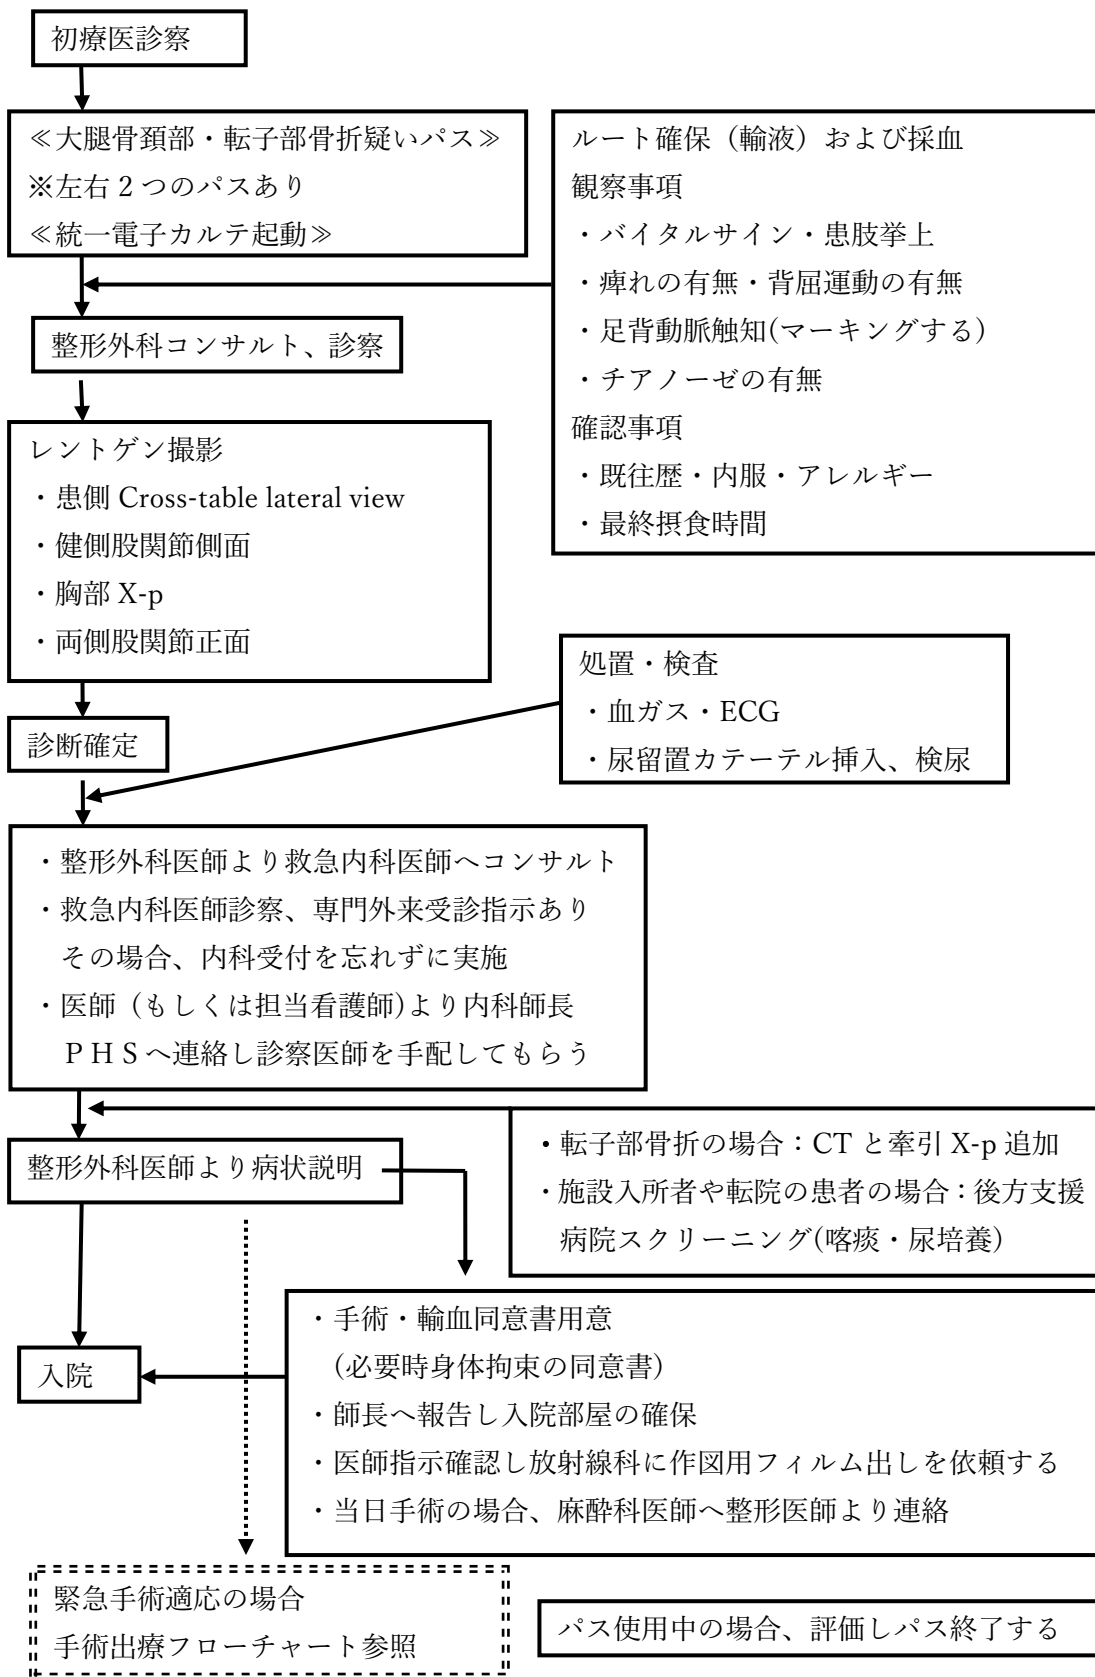 初療医診察
≪大腿骨頚部・転子部骨折疑いパス≫
※左右 2 つのパスあり
≪統一電子カルテ起動≫
ルート確保（輸液）および採血
観察事項
・バイタルサイン・患肢挙上
・痺れの有無・背屈運動の有無
・足背動脈触知(マーキングする)
・チアノーゼの有無
確認事項
・既往歴・内服・アレルギー
・最終摂食時間
整形外科コンサルト、診察
レントゲン撮影
・患側 Cross-table lateral view
・健側股関節側面
・胸部 X-p
・両側股関節正面
処置・検査
・血ガス・ECG
・尿留置カテーテル挿入、検尿
診断確定
・整形外科医師より救急内科医師へコンサルト
・救急内科医師診察、専門外来受診指示あり
その場合、内科受付を忘れずに実施
・医師（もしくは担当看護師)より内科師長
ＰＨＳへ連絡し診察医師を手配してもらう
・転子部骨折の場合：CT と牽引 X-p 追加
・施設入所者や転院の患者の場合：後方支援
病院スクリーニング(喀痰・尿培養)
整形外科医師より病状説明
・手術・輸血同意書用意
(必要時身体拘束の同意書)
・師長へ報告し入院部屋の確保
・医師指示確認し放射線科に作図用フィルム出しを依頼する
・当日手術の場合、麻酔科医師へ整形医師より連絡
入院
緊急手術適応の場合
手術出療フローチャート参照
パス使用中の場合、評価しパス終了する